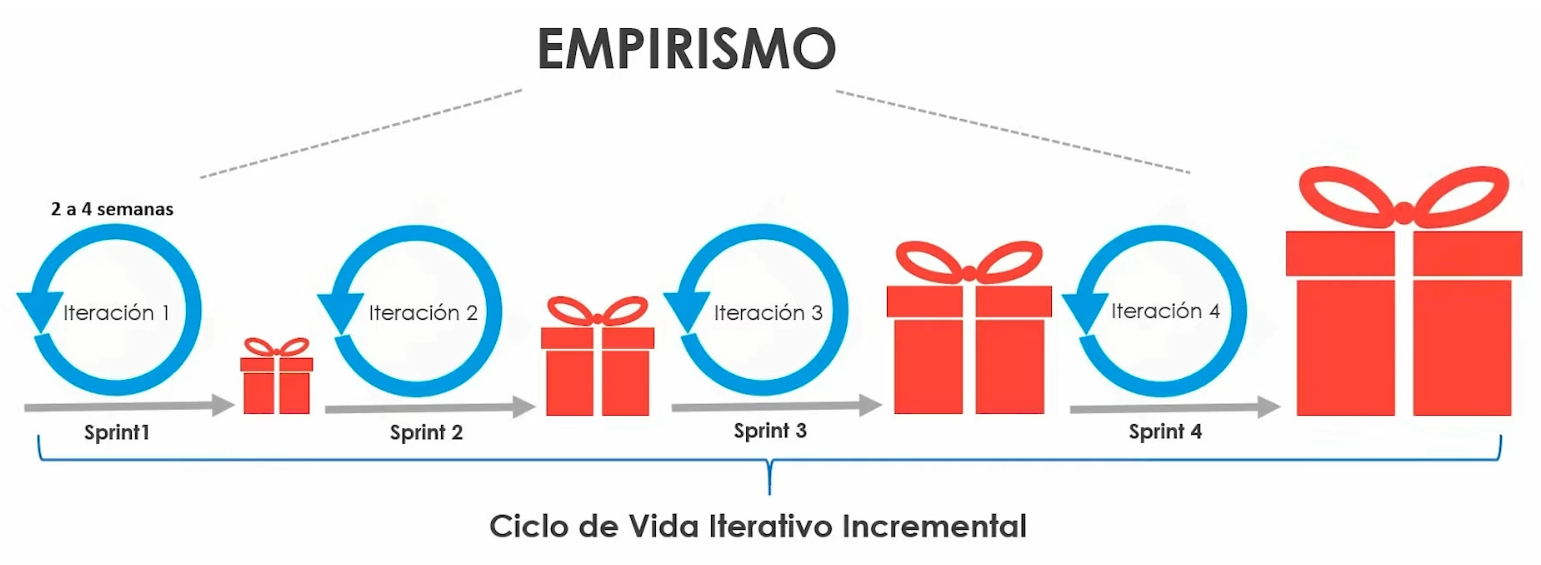 EMPIRISMO
2 a 4 semanas
Iteración 1
Iteración 2
Iteración 3
Iteración 4
Sprint1
Sprint 2
Sprint 3
Sprint 4
Ciclo de Vida Iterativo Incremental